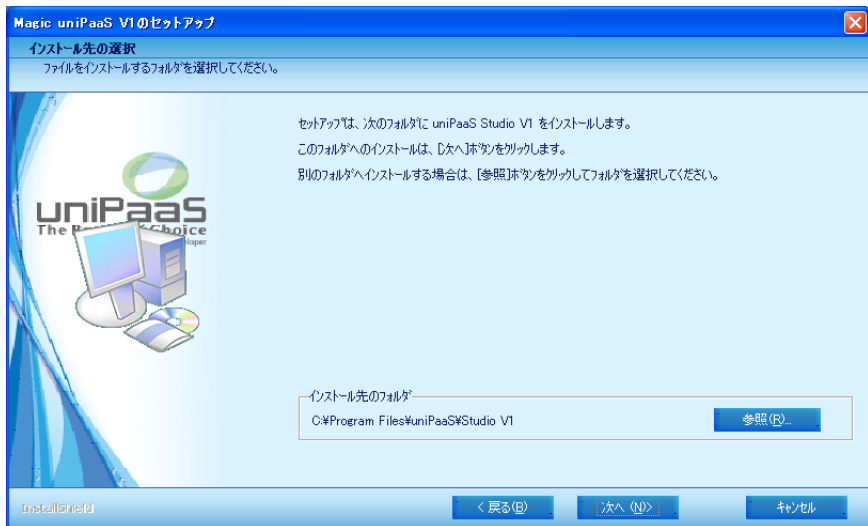 Magic uniPaaS V1のセットアップ
インストール先の選択
ファイルをインストールするフォルダを選択してください。
セットアップは、次のフォルダに uniPaaS Studio V1 をインストールします。
このフォルダへのインストールは、[次へ]ボタンをクリックします。
別のフォルダへインストールする場合は、[参照]ボタンをクリックしてフォルダを選択してください。
uniPaaS
The Choice
インストール先のフォルダ
C:¥Program Files¥uniPaaS¥Studio V1
参照(R)...
InstallShield
< 戻る(B)
次へ (N)>
キャンセル